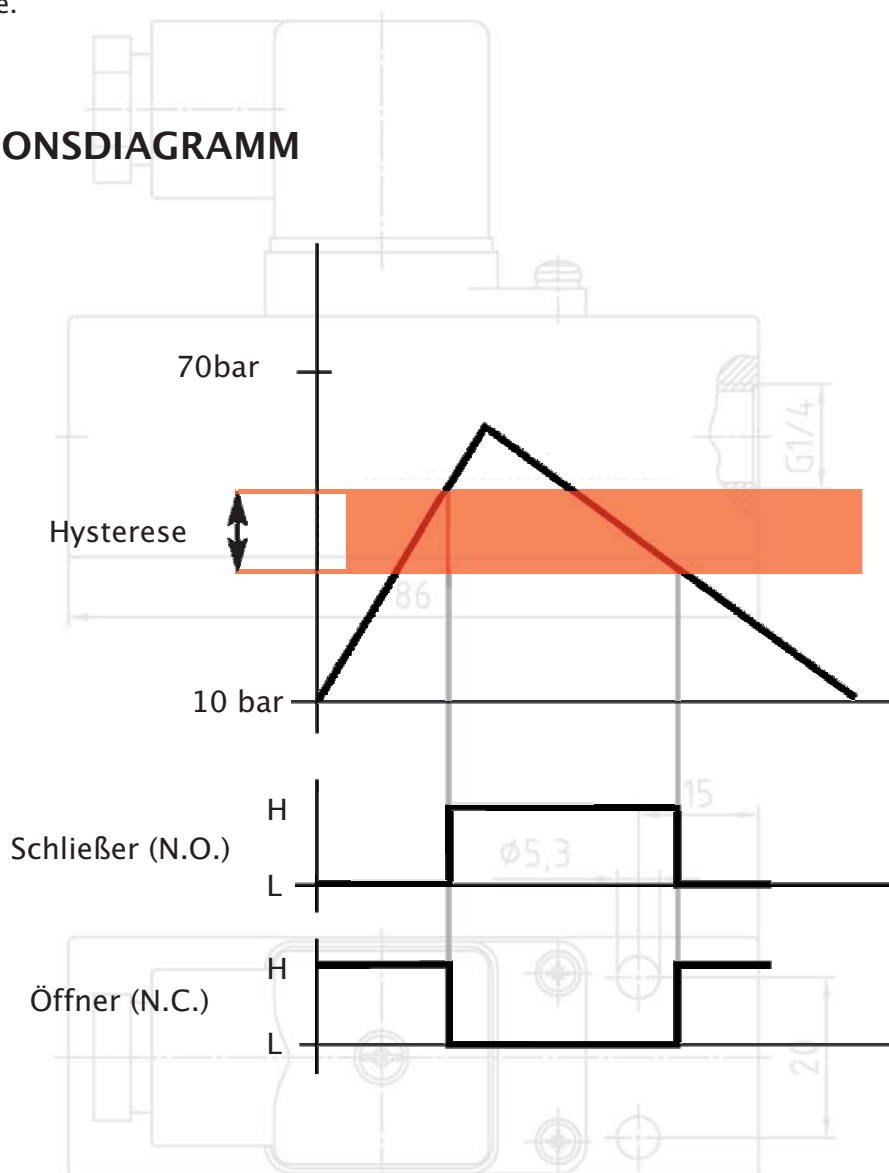 e.
ONSDIAGRAMM
70bar
G1/4
Hysterese
86
10 bar
H
15
Schließer (N.O.)
Ø5,3
L
H
Öffner (N.C.)
L
20